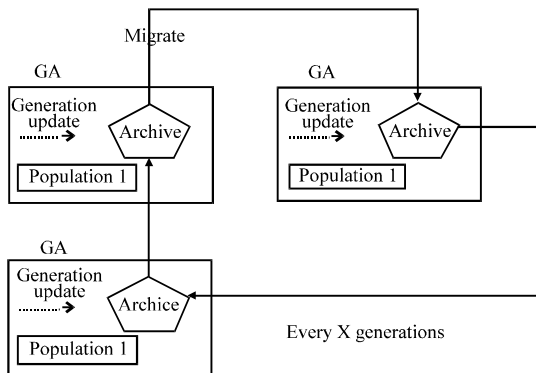 Migrate
GA
Generation
update
Archive
Population 1
GA
Generation
update
Archive
Population 1
GA
Generation
update
Archice
Population 1
Every X generations